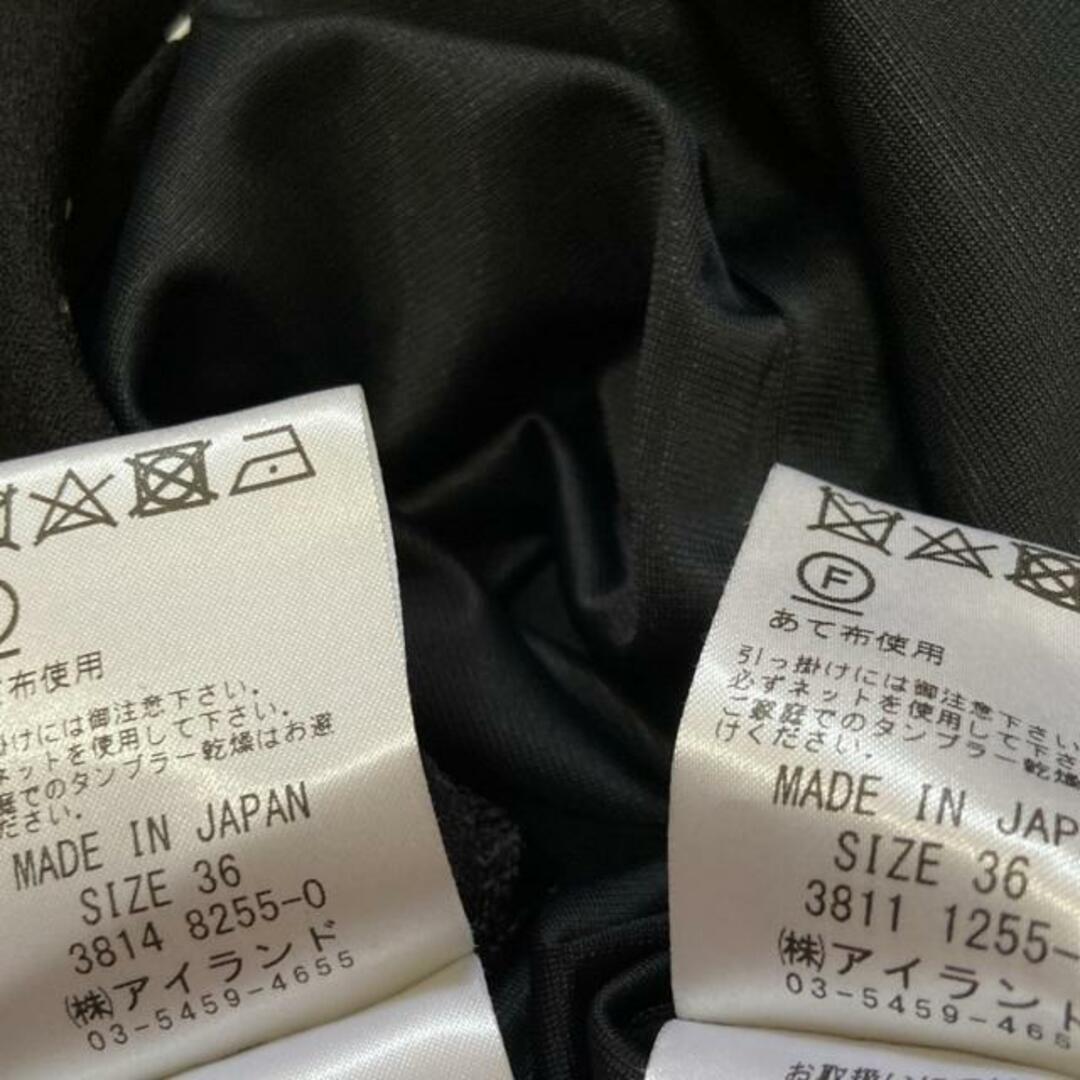 布使用
掛けには御注意下さい。
ネットを使用して下さい。
庭でのタンブラー乾燥はお避
ださい。
MADE IN JAPAN
SIZE 36
3814 8255-0
㈱アイランド
03-5459-4655
F
あて布使用
引っ掛けには御注意下さい
必ずネットを使用して下さ
ご家庭でのタンブラー乾燥
けください。
MADE IN JAP
SIZE 36
3811 1255-
㈱アイランド
03-5459-465
お取扱い